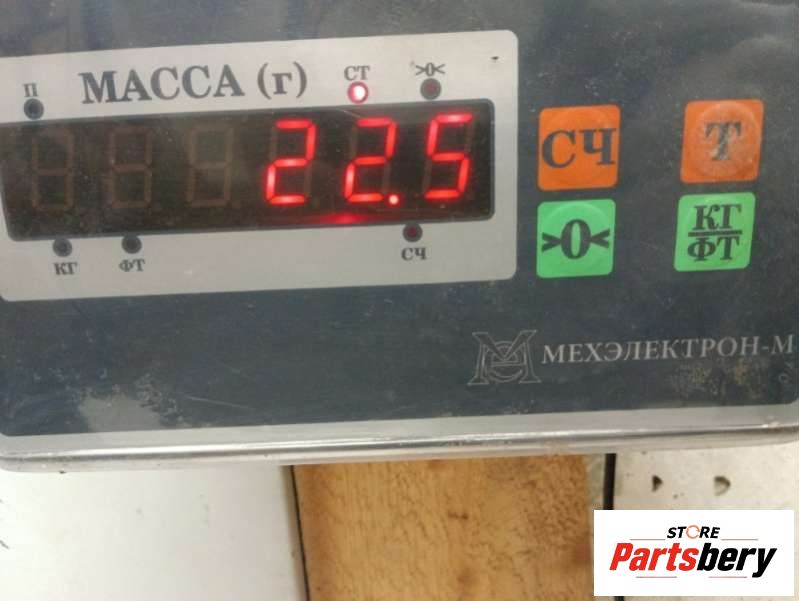 П МАССА (г) СТ >0<
22.5
КГ ФТ СЧ
СЧ Т
>0< КГ/ФТ
МЕХЭЛЕКТРОН-М
STORE
Partsbery